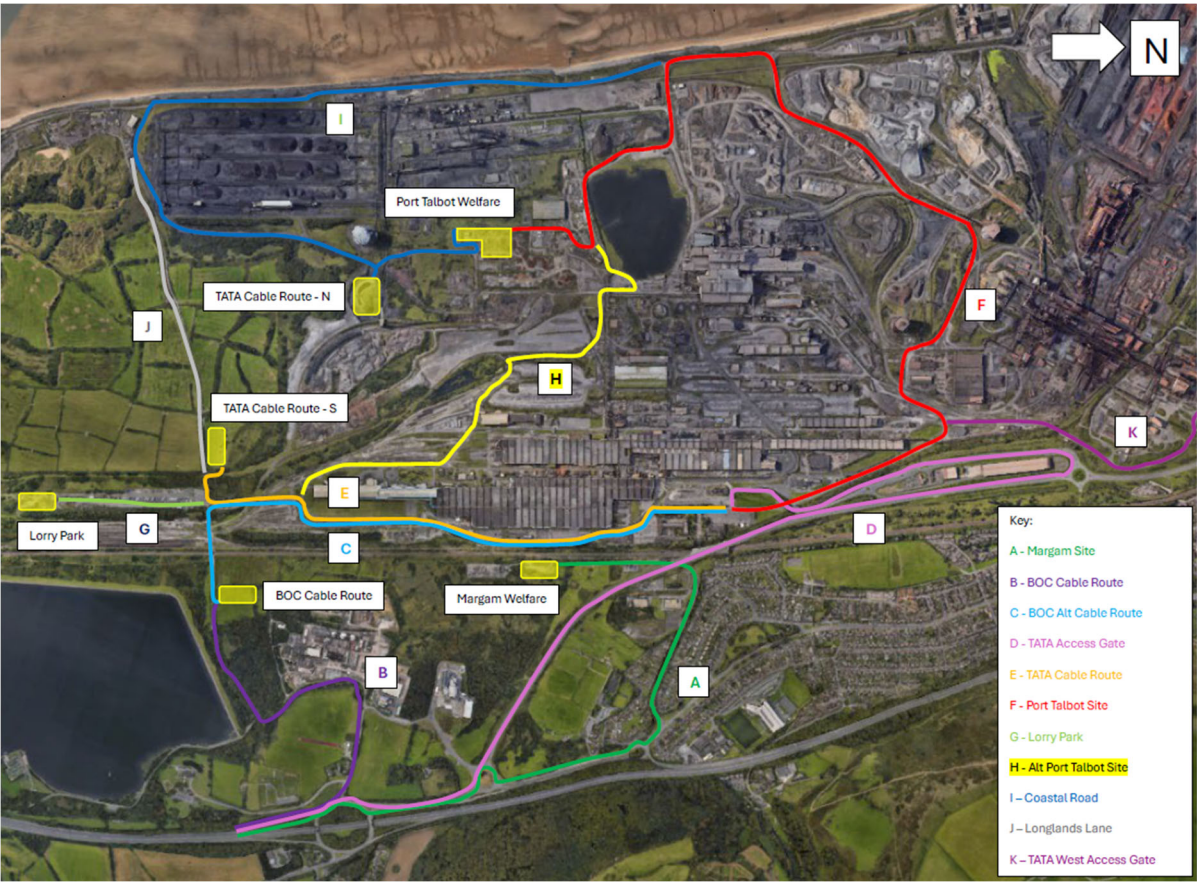 N
I
Port Talbot Welfare
TATA Cable Route - N
F
J
H
TATA Cable Route - S
K
E
Lorry Park
G
C
D
BOC Cable Route
Margam Welfare
B
A
Key:
A - Margam Site
B - BOC Cable Route
C - BOC Alt Cable Route
D - TATA Access Gate
E - TATA Cable Route
F - Port Talbot Site
G - Lorry Park
H - Alt Port Talbot Site
I – Coastal Road
J – Longlands Lane
K – TATA West Access Gate